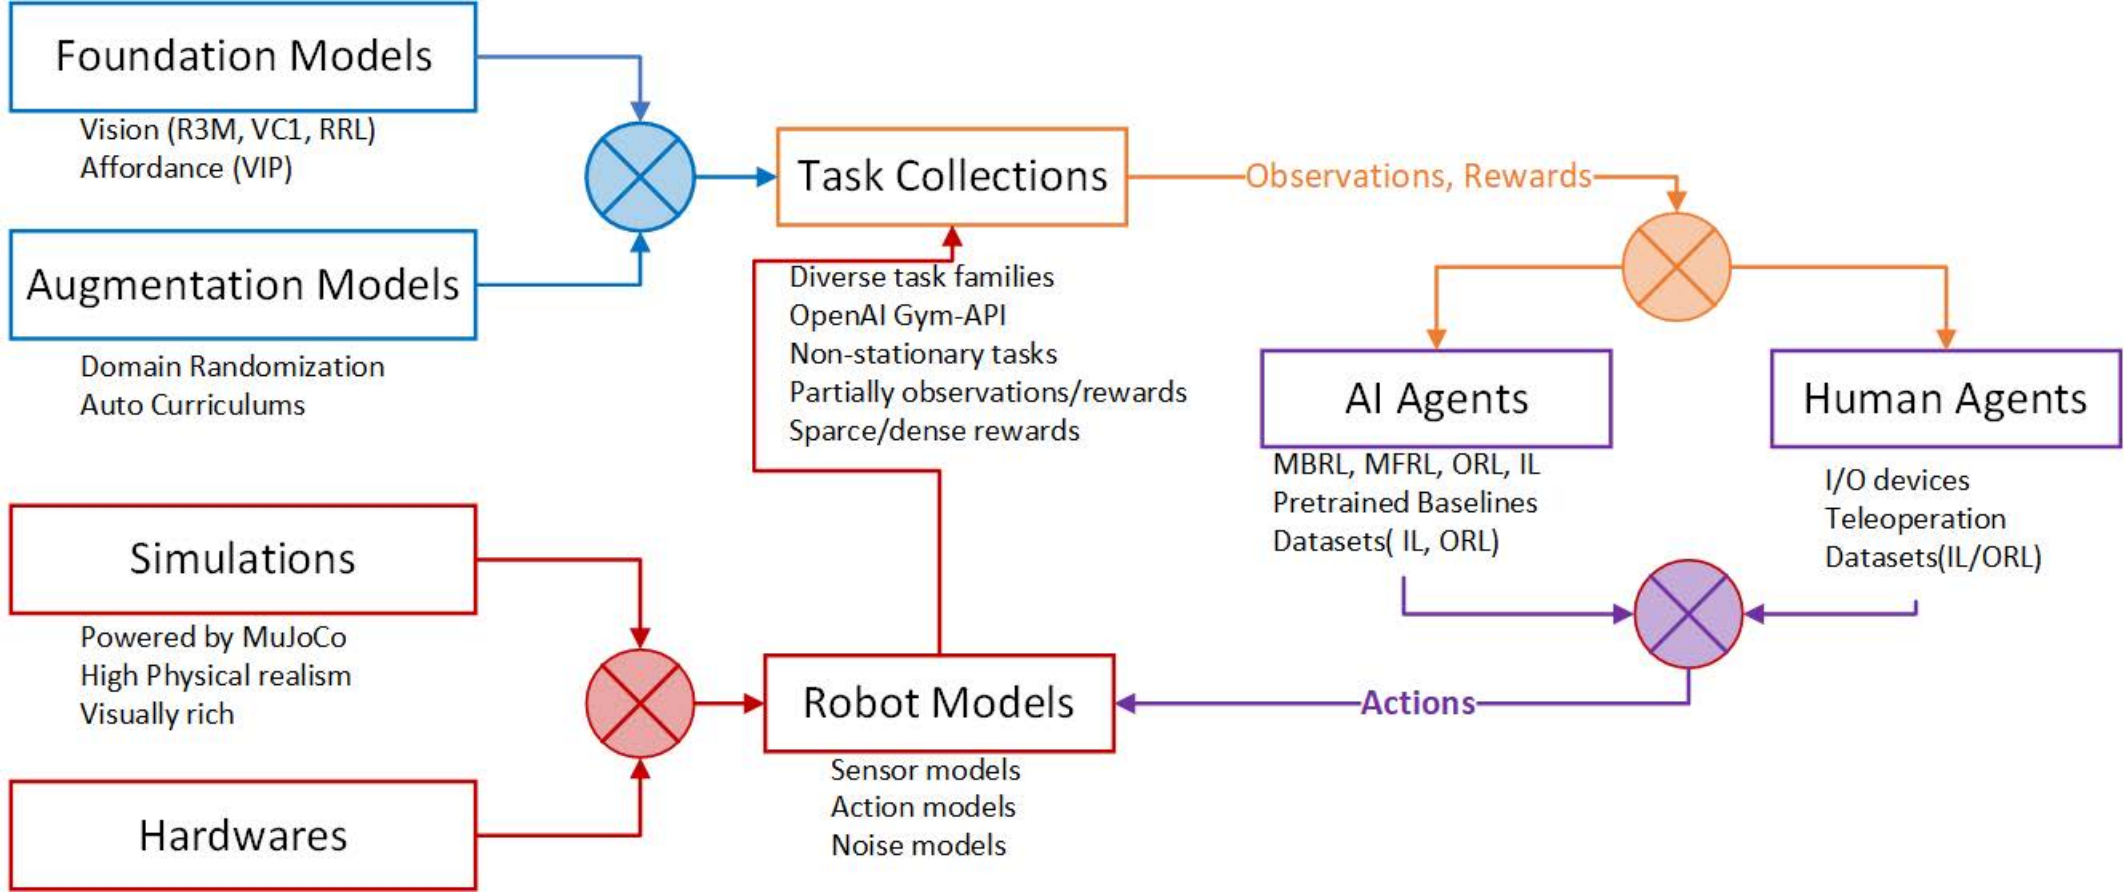 Foundation Models
Vision (R3M, VC1, RRL)
Affordance (VIP)
Augmentation Models
Domain Randomization
Auto Curriculums
Simulations
Powered by MuJoCo
High Physical realism
Visually rich
Hardwares
Task Collections
Diverse task families
OpenAI Gym-API
Non-stationary tasks
Partially observations/rewards
Sparce/dense rewards
Robot Models
Sensor models
Action models
Noise models
Observations, Rewards
AI Agents
MBRL, MFRL, ORL, IL
Pretrained Baselines
Datasets( IL, ORL)
Human Agents
I/O devices
Teleoperation
Datasets(IL/ORL)
Actions